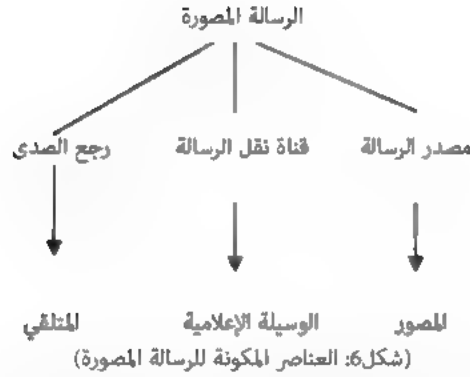 الرسالة المصورة
مصدر الرسالة قناة نقل الرسالة رجع الصدى
المصور الوسيلة الإعلامية المتلقي
(شكل6: العناصر المكونة للرسالة المصورة)